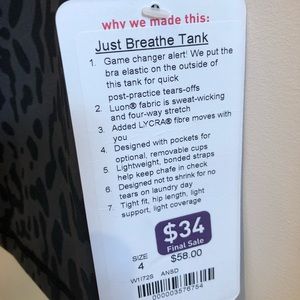 why we made this:
Just Breathe Tank
1. Game changer alert! We put the
bra elastic on the outside of
this tank for quick
post-practice tears-offs
2. Luon® fabric is sweat-wicking
and four-way stretch
3. Added LYCRA® fibre moves with
you
4. Designed with pockets for
optional, removable cups
5. Lightweight, bonded straps
help keep chafe in check
6. Designed not to shrink for no
tears on laundry day
7. Tight fit, hip length, light
support, light coverage
$34
Final Sale
SIZE
4 $58.00
W1I72S ANSD
000003576754